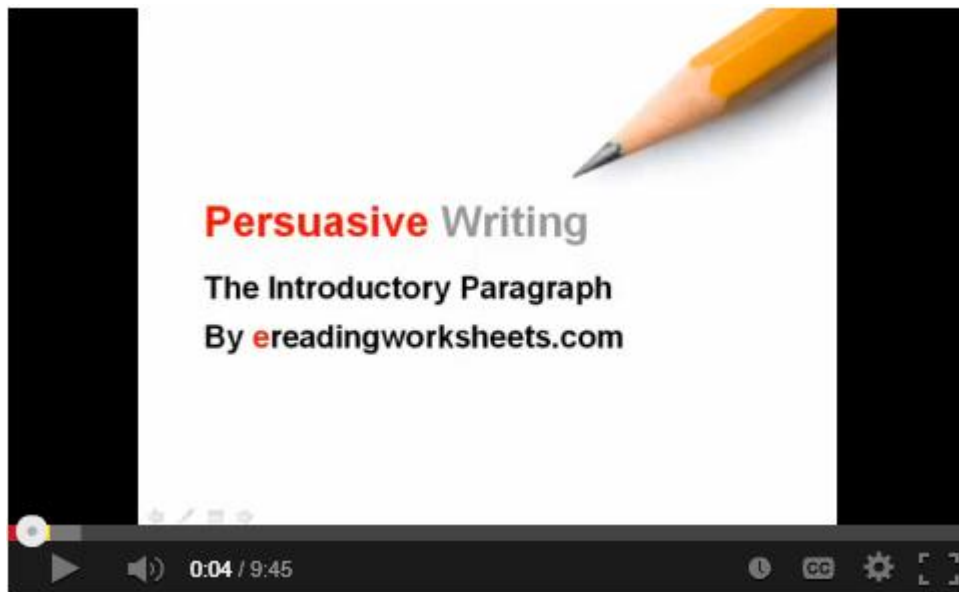 Persuasive Writing
The Introductory Paragraph
By ereadingworksheets.com
0:04 / 9:45
CC